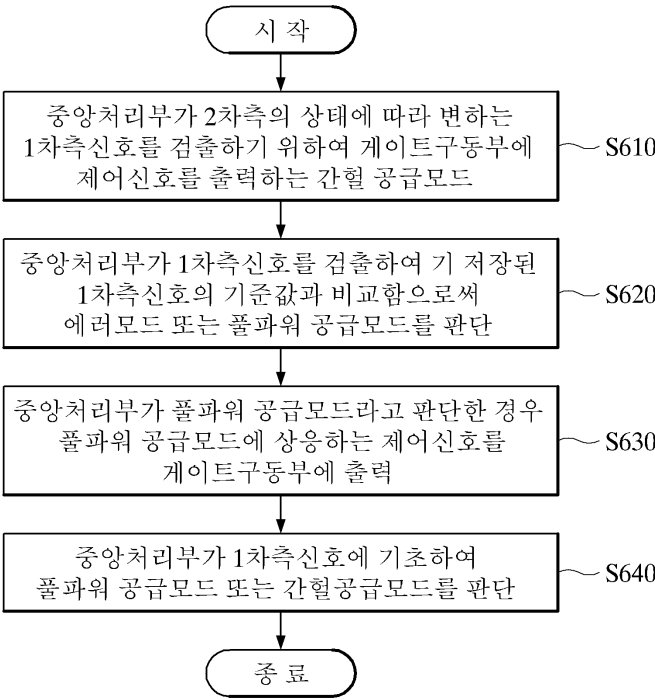 시 작
중앙처리부가 2차측의 상태에 따라 변하는
1차측신호를 검출하기 위하여 게이트구동부에
제어신호를 출력하는 간헐 공급모드
S610
중앙처리부가 1차측신호를 검출하여 기 저장된
1차측신호의 기준값과 비교함으로써
에러모드 또는 풀파워 공급모드를 판단
S620
중앙처리부가 풀파워 공급모드라고 판단한 경우
풀파워 공급모드에 상응하는 제어신호를
게이트구동부에 출력
S630
중앙처리부가 1차측신호에 기초하여
풀파워 공급모드 또는 간헐공급모드를 판단
S640
종 료